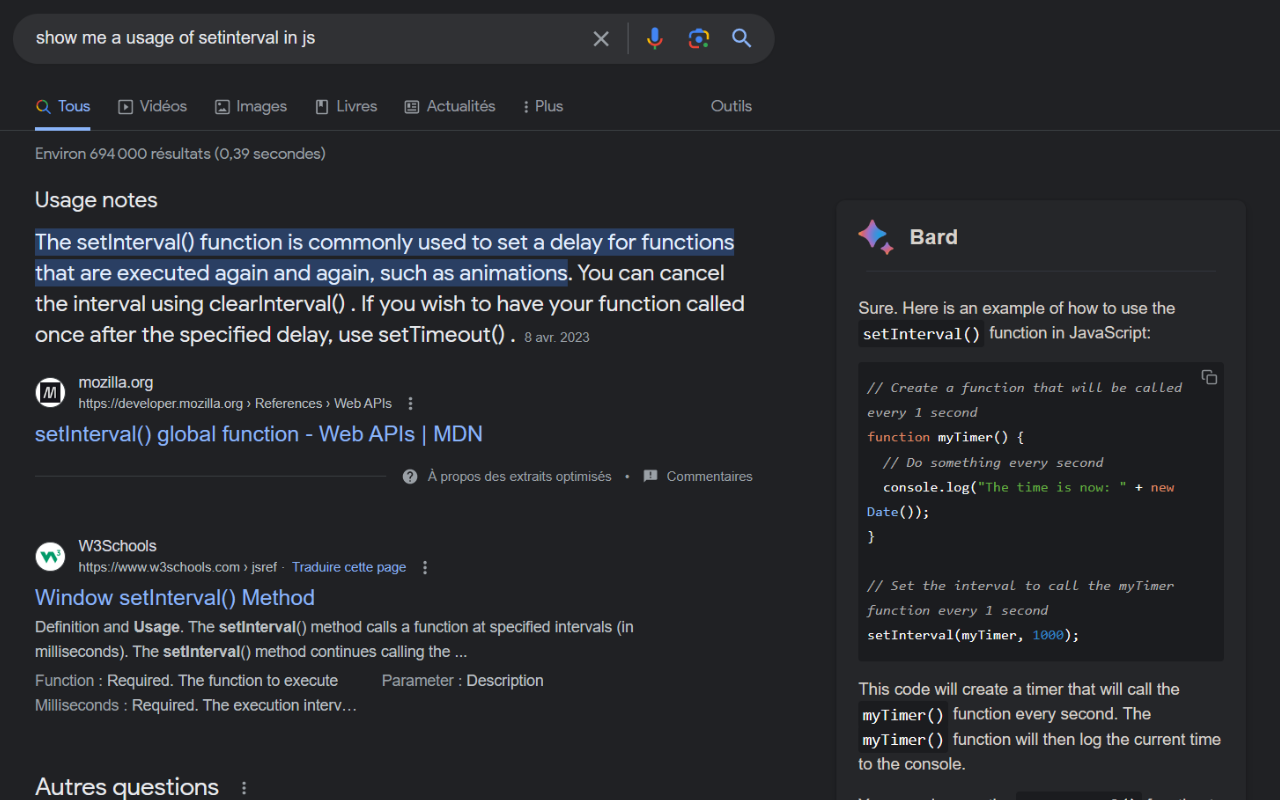 show me a usage of setinterval in js
Tous
Vidéos
Images
Livres
Actualités
Plus
Outils
Environ 694 000 résultats (0,39 secondes)
Usage notes
The setInterval() function is commonly used to set a delay for functions
that are executed again and again, such as animations. You can cancel
the interval using clearInterval() . If you wish to have your function called
once after the specified delay, use setTimeout() . 8 avr. 2023
mozilla.org
https://developer.mozilla.org › References › Web APIs
setInterval() global function - Web APIs | MDN
À propos des extraits optimisés • Commentaires
W3Schools
https://www.w3schools.com › jsref · Traduire cette page
Window setInterval() Method
Definition and Usage. The setInterval() method calls a function at specified intervals (in
milliseconds). The setInterval() method continues calling the ...
Function : Required. The function to execute
Parameter : Description
Milliseconds : Required. The execution interv…
Autres questions
Bard
Sure. Here is an example of how to use the
setInterval() function in JavaScript:
// Create a function that will be called
every 1 second
function myTimer() {
// Do something every second
console.log("The time is now: " + new
Date());
}
// Set the interval to call the myTimer
function every 1 second
setInterval(myTimer, 1000);
This code will create a timer that will call the
myTimer() function every second. The
myTimer() function will then log the current time
to the console.